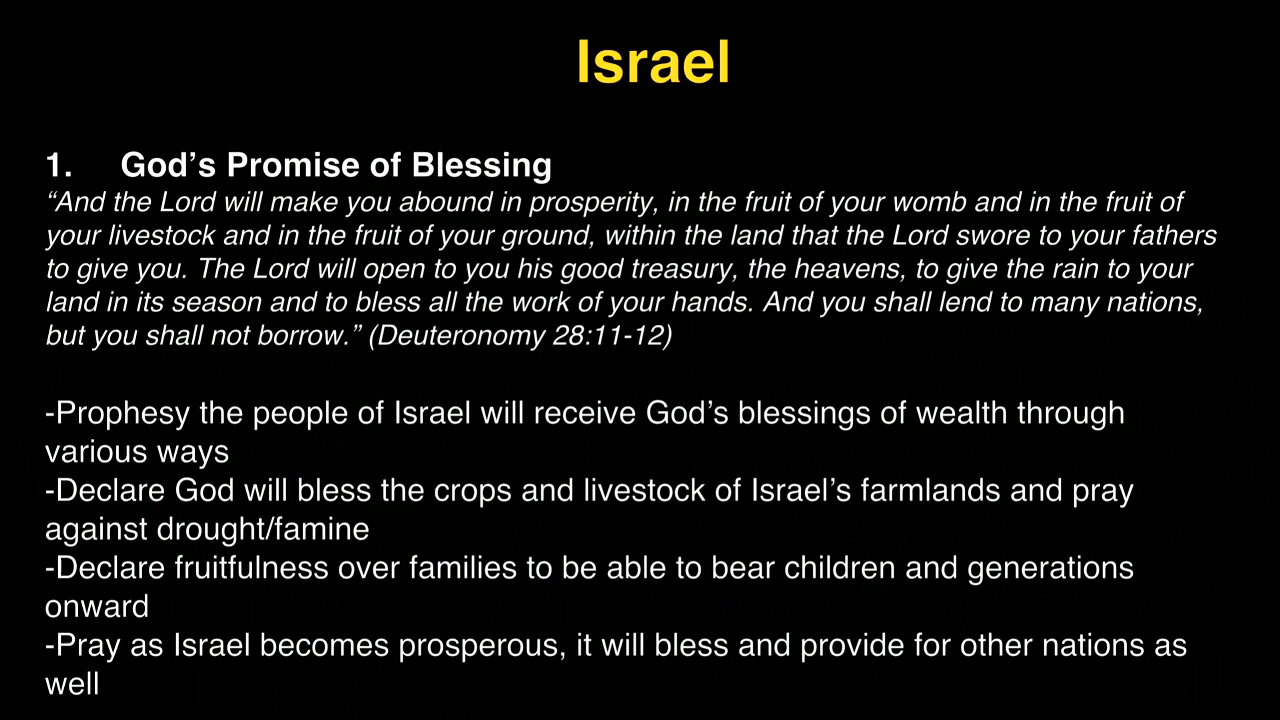 Israel
1. God’s Promise of Blessing
“And the Lord will make you abound in prosperity, in the fruit of your womb and in the fruit of
your livestock and in the fruit of your ground, within the land that the Lord swore to your fathers
to give you. The Lord will open to you his good treasury, the heavens, to give the rain to your
land in its season and to bless all the work of your hands. And you shall lend to many nations,
but you shall not borrow.” (Deuteronomy 28:11-12)
-Prophesy the people of Israel will receive God’s blessings of wealth through
various ways
-Declare God will bless the crops and livestock of Israel’s farmlands and pray
against drought/famine
-Declare fruitfulness over families to be able to bear children and generations
onward
-Pray as Israel becomes prosperous, it will bless and provide for other nations as
well